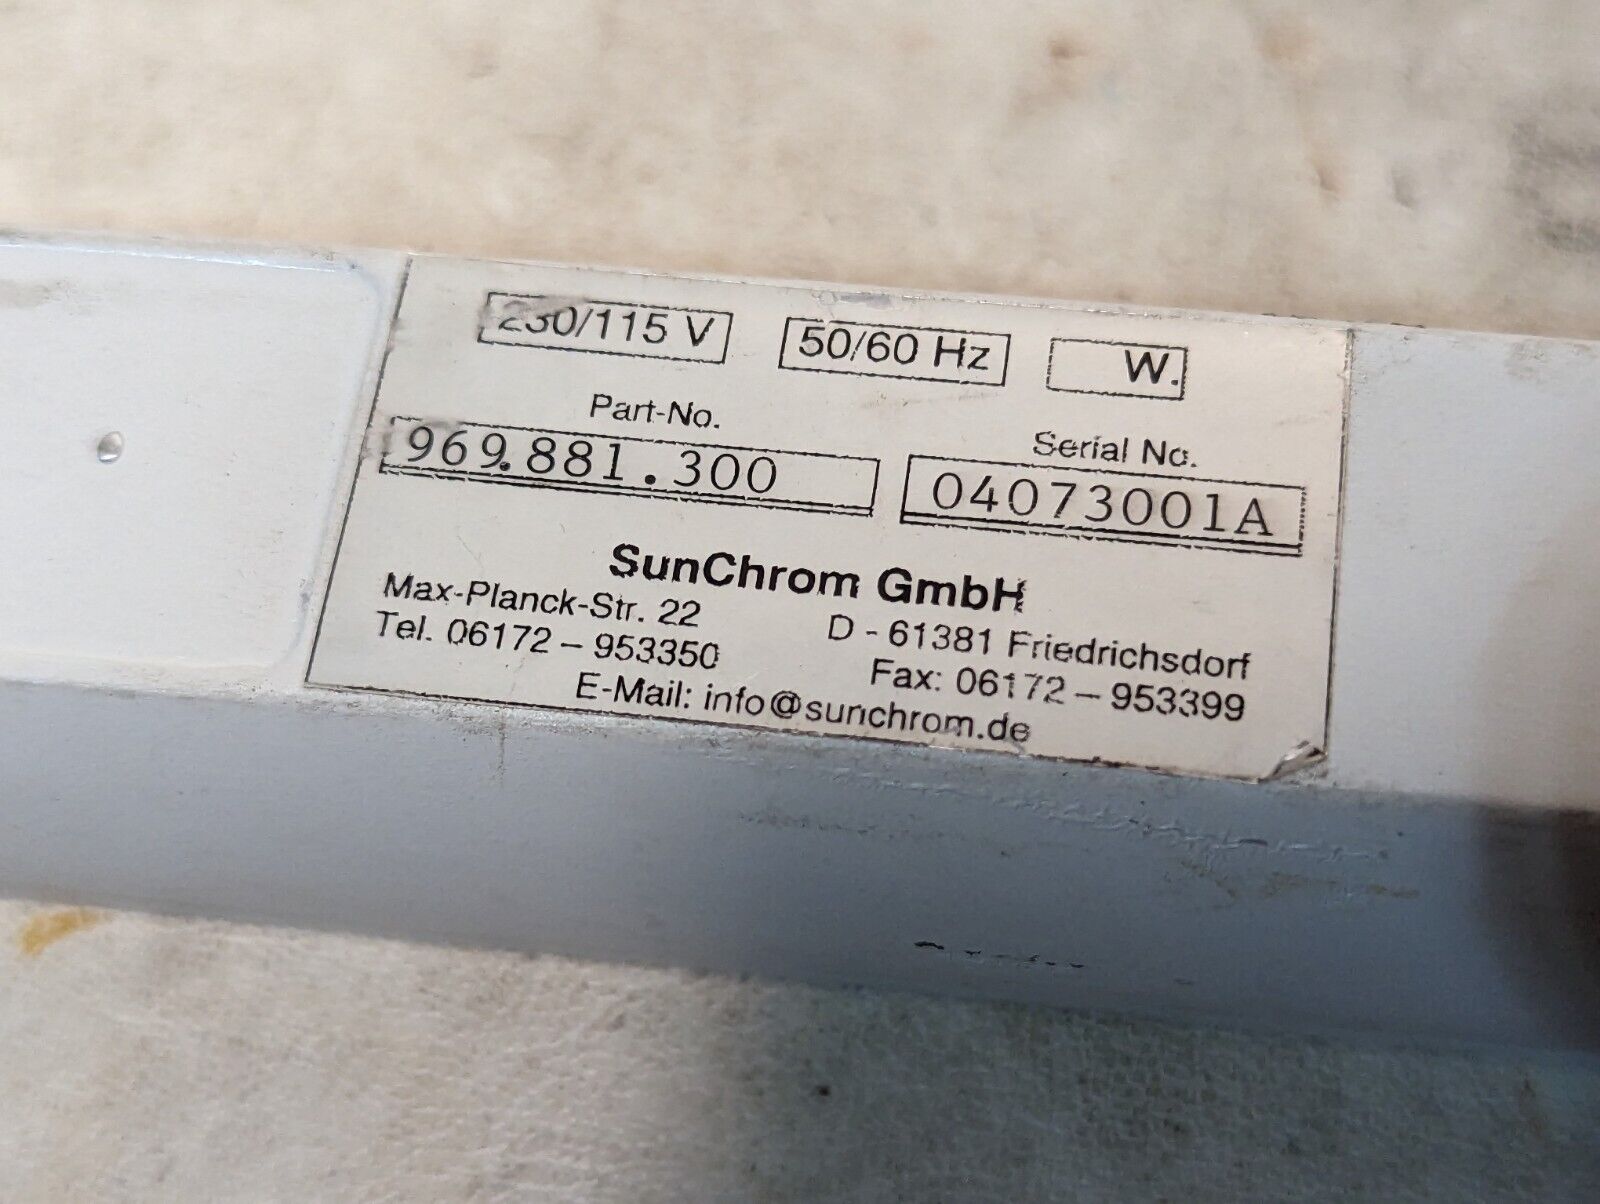 230/115 V 50/60 Hz W.
Part-No. Serial No.
969.881.300 04073001A
SunChrom GmbH
Max-Planck-Str. 22 D - 61381 Friedrichsdorf
Tel. 06172 – 953350 Fax: 06172 – 953399
E-Mail: info@sunchrom.de